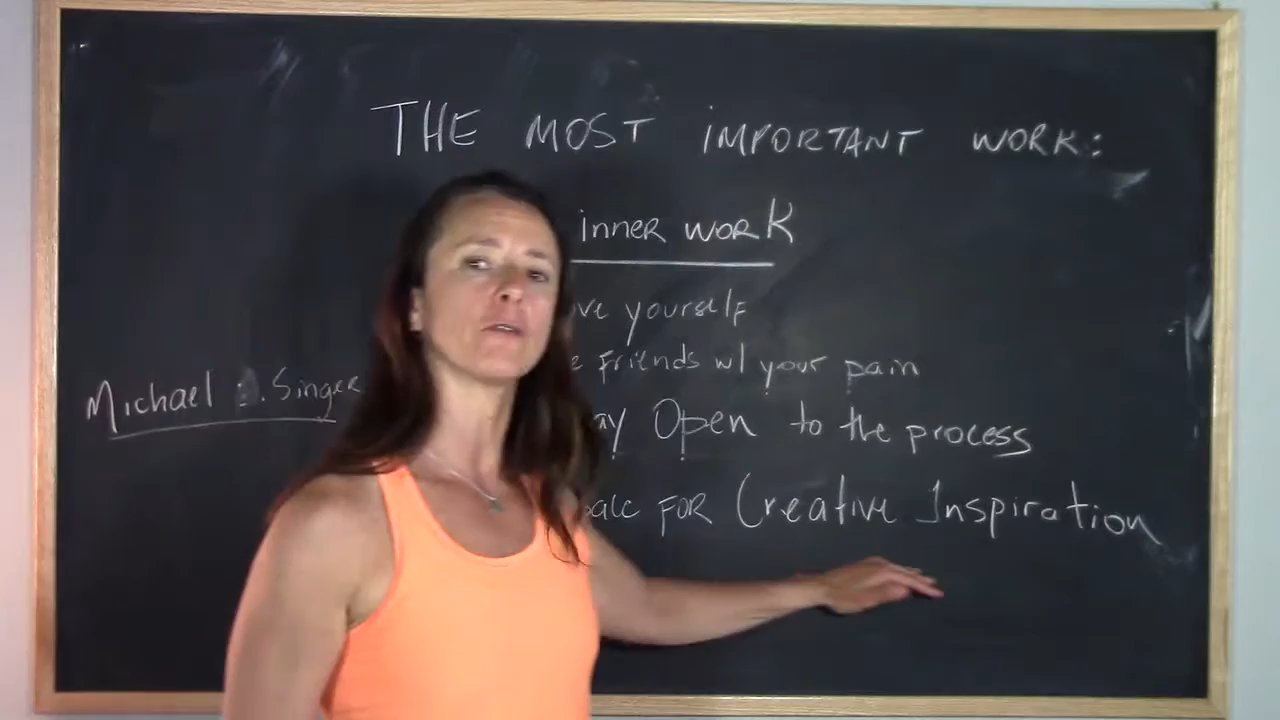 THE MOST IMPORTANT WORK:
inner work
yourself
friends w/ your pain
Michael Singer
Open to the process
FOR Creative Inspiration